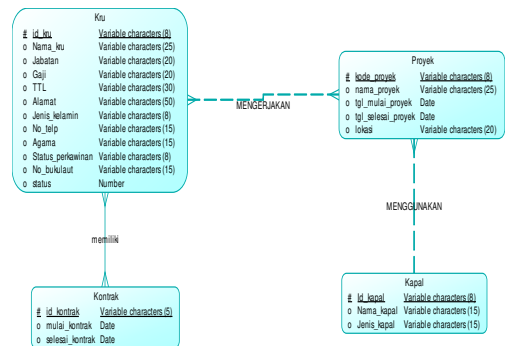 Kru
# id_kru Variable characters (8)
o Nama_kru Variable characters (25)
o Jabatan Variable characters (20)
o Gaji Variable characters (20)
o TTL Variable characters (30)
o Alamat Variable characters (50)
o Jenis_kelamin Variable characters (8)
o No_telp Variable characters (15)
o Agama Variable characters (15)
o Status_perkawinan Variable characters (8)
o No_bukulaut Variable characters (15)
o status Number
MENGERJAKAN
Proyek
# kode_proyek Variable characters (8)
o nama_proyek Variable characters (25)
o tgl_mulai_proyek Date
o tgl_selesai_proyek Date
o lokasi Variable characters (20)
memiliki
MENGGUNAKAN
Kontrak
# id_kontrak Variable characters (5)
o mulai_kontrak Date
o selesai_kontrak Date
Kapal
# Id_kapal Variable characters (8)
o Nama_kapal Variable characters (15)
o Jenis_kapal Variable characters (15)